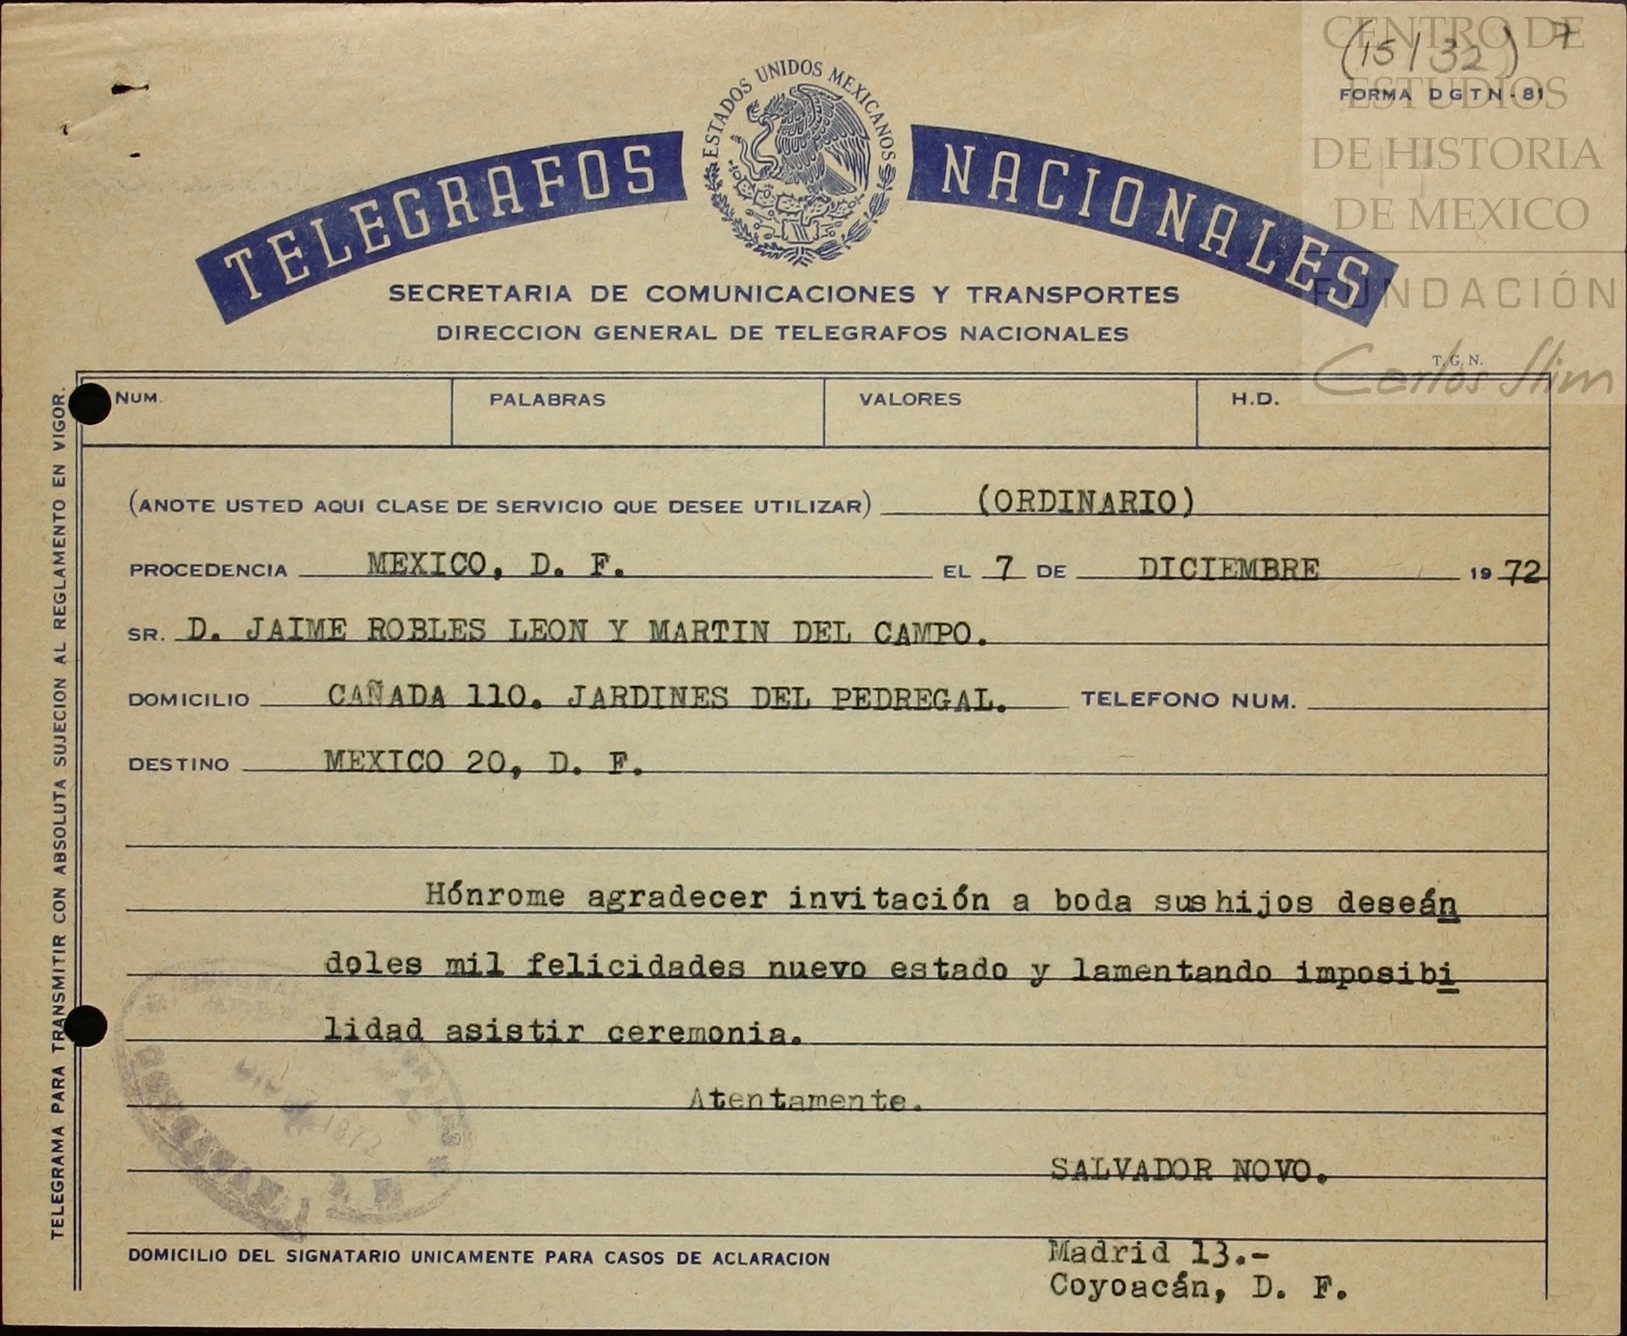 CENTRO DE
ESTUDIOS
DE HISTORIA
DE MEXICO
FUNDACIÓN
Carlos Slim
(15/32) 7
FORMA DGTN-81
ESTADOS UNIDOS MEXICANOS
TELEGRAFOS NACIONALES
SECRETARIA DE COMUNICACIONES Y TRANSPORTES
DIRECCION GENERAL DE TELEGRAFOS NACIONALES
T. G. N.
NUM. PALABRAS VALORES H.D.
(ANOTE USTED AQUI CLASE DE SERVICIO QUE DESEE UTILIZAR) (ORDINARIO)
PROCEDENCIA MEXICO, D. F. EL 7 DE DICIEMBRE 1972
SR. D. JAIME ROBLES LEON Y MARTIN DEL CAMPO.
DOMICILIO CAÑADA 110. JARDINES DEL PEDREGAL. TELEFONO NUM.
DESTINO MEXICO 20, D. F.
Hónrome agradecer invitación a boda sus hijos deseán
doles mil felicidades nuevo estado y lamentando imposibi
lidad asistir ceremonia.
Atentamente.
SALVADOR NOVO.
DOMICILIO DEL SIGNATARIO UNICAMENTE PARA CASOS DE ACLARACION
Madrid 13.-
Coyoacán, D. F.
TELEGRAMA PARA TRANSMITIR CON ABSOLUTA SUJECION AL REGLAMENTO EN VIGOR.